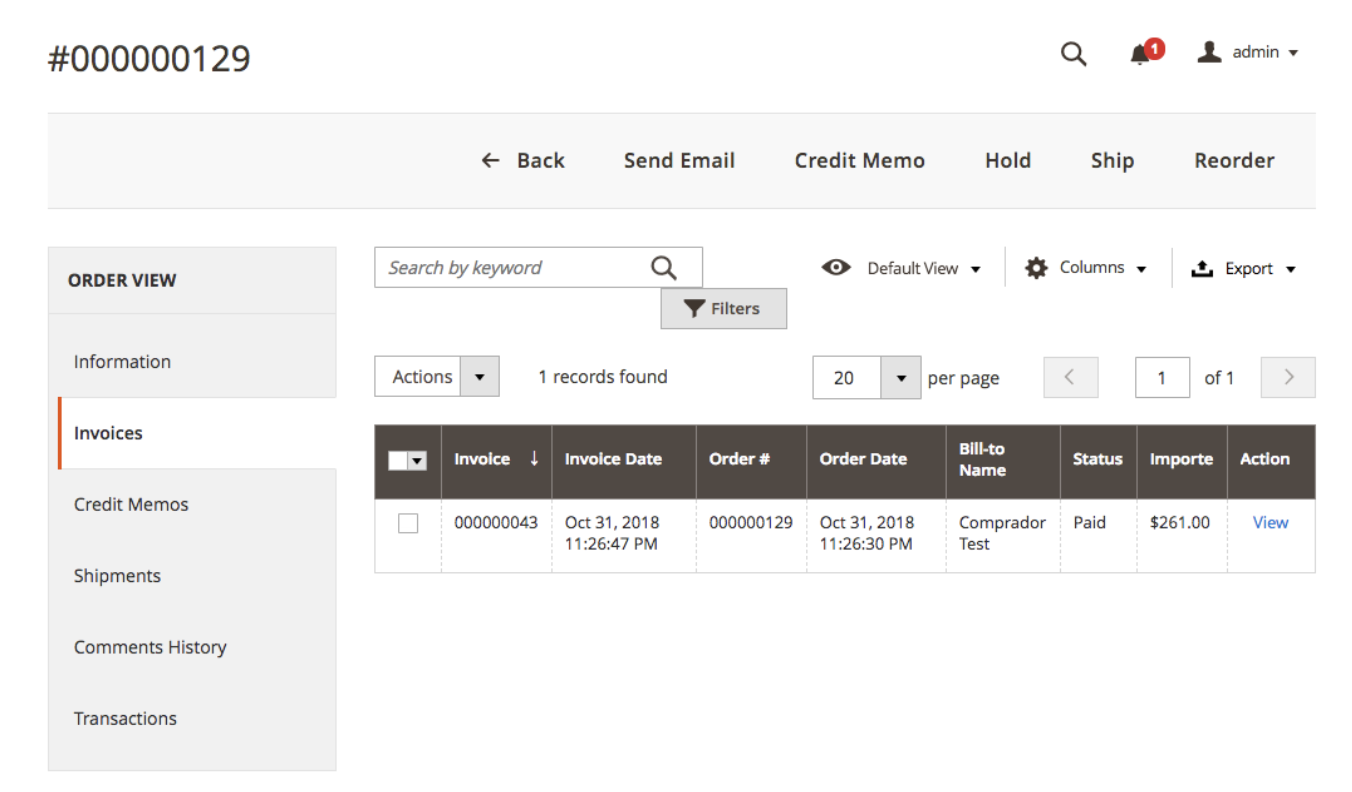 #000000129
1
admin
Back Send Email Credit Memo Hold Ship Reorder
ORDER VIEW
Information
Invoices
Credit Memos
Shipments
Comments History
Transactions
Search by keyword
Default View
Columns
Export
Filters
Actions
1 records found
20 per page
1 of 1
Invoice ↓ Invoice Date Order # Order Date Bill-to Status Importe Action
Name
000000043 Oct 31, 2018 000000129 Oct 31, 2018 Comprador Paid $261.00 View
11:26:47 PM 11:26:30 PM Test